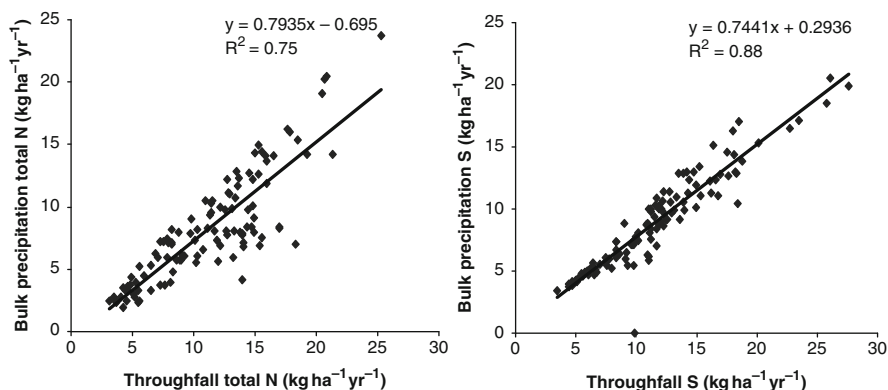 y = 0.7935x – 0.695
R² = 0.75
Bulk precipitation total N (kg ha⁻¹ yr⁻¹)
25
20
15
10
5
0
0 5 10 15 20 25 30
Throughfall total N (kg ha⁻¹ yr⁻¹)
y = 0.7441x + 0.2936
R² = 0.88
Bulk precipitation S (kg ha⁻¹ yr⁻¹)
25
20
15
10
5
0
0 5 10 15 20 25 30
Throughfall S (kg ha⁻¹ yr⁻¹)